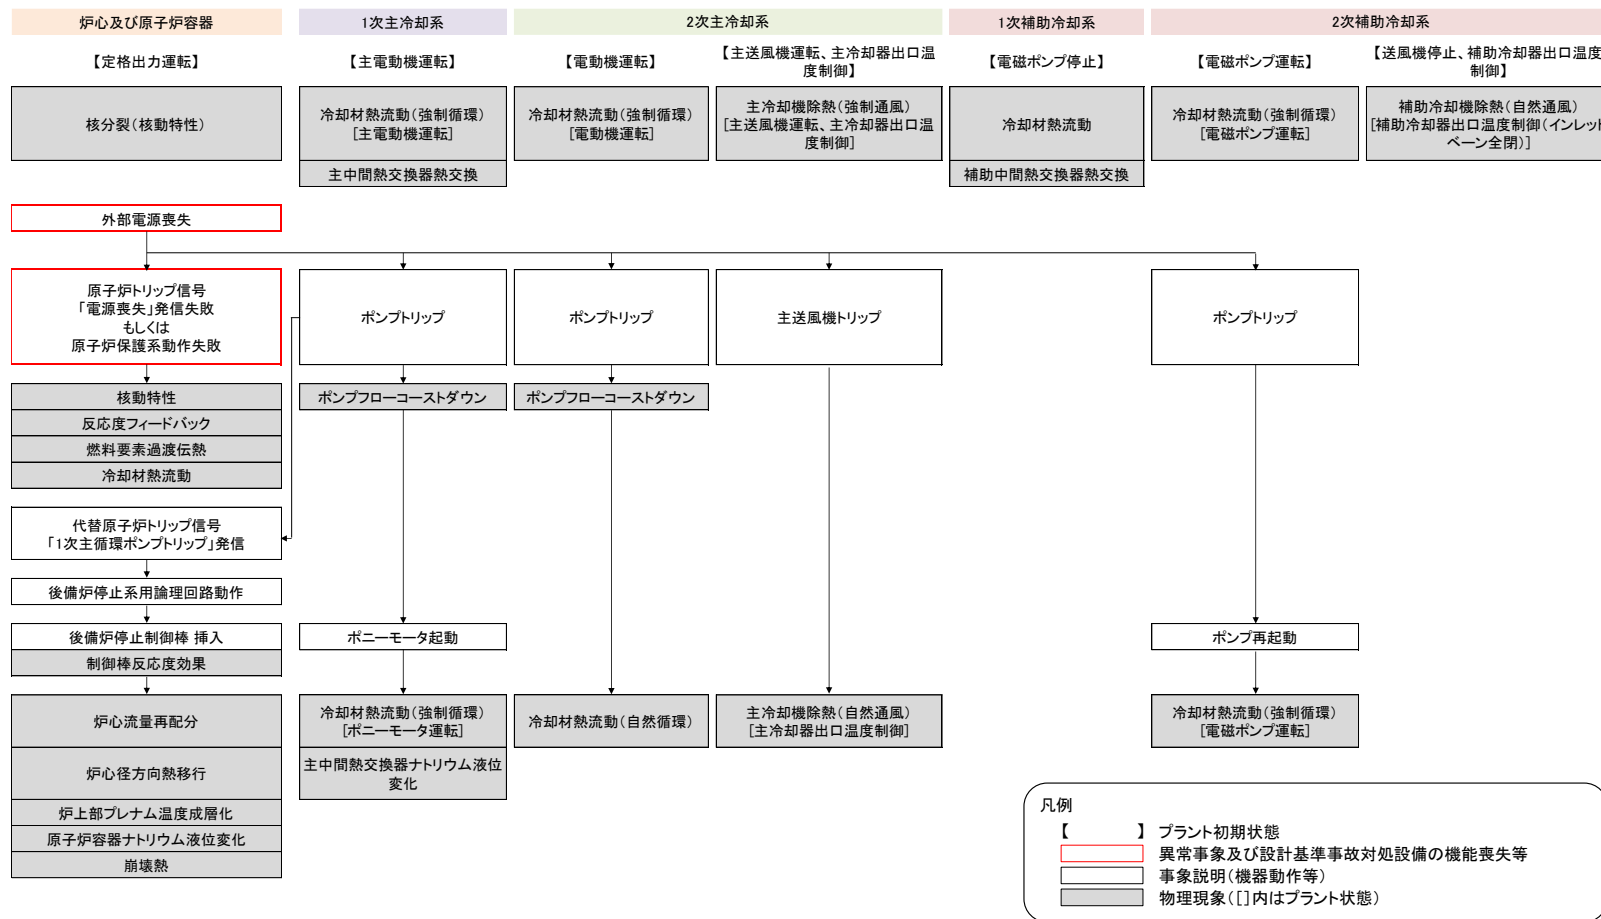 炉心及び原子炉容器
1次主冷却系
2次主冷却系
1次補助冷却系
2次補助冷却系
【定格出力運転】
【主電動機運転】
【電動機運転】
【主送風機運転、主冷却器出口温
度制御】
【電磁ポンプ停止】
【電磁ポンプ運転】
【送風機停止、補助冷却器出口温度
制御】
核分裂(核動特性)
冷却材熱流動(強制循環)
[主電動機運転]
冷却材熱流動(強制循環)
[電動機運転]
主冷却機除熱(強制通風)
[主送風機運転、主冷却器出口温
度制御]
冷却材熱流動
冷却材熱流動(強制循環)
[電磁ポンプ運転]
補助冷却機除熱(自然通風)
[補助冷却器出口温度制御(インレット
ベーン全閉)]
主中間熱交換器熱交換
補助中間熱交換器熱交換
外部電源喪失
原子炉トリップ信号
「電源喪失」発信失敗
もしくは
原子炉保護系動作失敗
ポンプトリップ
ポンプトリップ
主送風機トリップ
ポンプトリップ
核動特性
ポンプフローコーストダウン
ポンプフローコーストダウン
反応度フィードバック
燃料要素過渡伝熱
冷却材熱流動
代替原子炉トリップ信号
「1次主循環ポンプトリップ」発信
後備炉停止系用論理回路動作
後備炉停止制御棒 挿入
ポニーモータ起動
ポンプ再起動
制御棒反応度効果
炉心流量再配分
冷却材熱流動(強制循環)
[ポニーモータ運転]
冷却材熱流動(自然循環)
主冷却機除熱(自然通風)
[主冷却器出口温度制御]
冷却材熱流動(強制循環)
[電磁ポンプ運転]
炉心径方向熱移行
主中間熱交換器ナトリウム液位
変化
炉上部プレナム温度成層化
原子炉容器ナトリウム液位変化
崩壊熱
凡例
【 】 プラント初期状態
異常事象及び設計基準事故対処設備の機能喪失等
事象説明(機器動作等)
物理現象([]内はプラント状態)